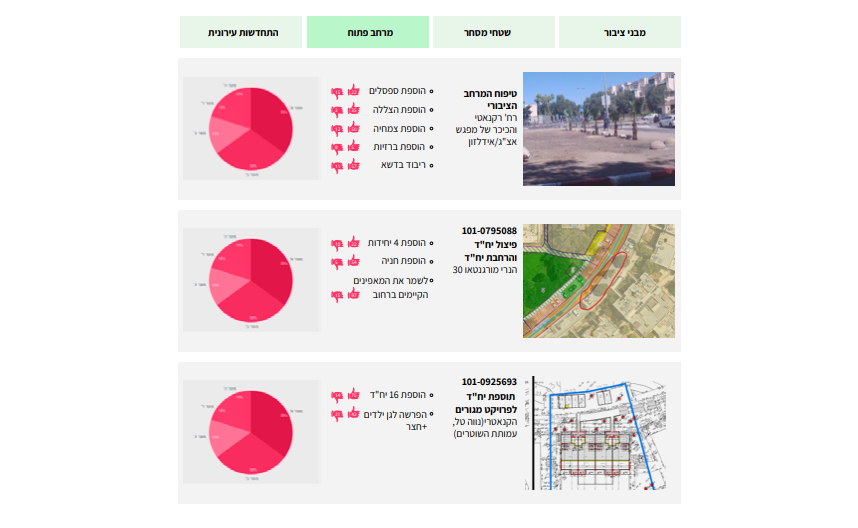 מבני ציבור
שטחי מסחר
מרחב פתוח
התחדשות עירונית
טיפוח המרחב
הציבורי
רח' רקנאטי
והכיכר של מפגש
אצ"ג/אידלזון
הוספת ספסלים
הוספת הצללה
הוספת צמחיה
הוספת ברזיות
ריבוד בדשא
101-0795088
פיצול יח"ד
והרחבת יח"ד
הנרי מורגנטאו 30
הוספת 4 יחידות
הוספת חניה
לשמר את המאפינים
הקיימים ברחוב
101-0925693
תוספת יח"ד
לפרויקט מגורים
הקנאטרי(נווה טל,
עמותת השוטרים)
הוספת 16 יח"ד
הפרשה לגן ילדים
+חצר